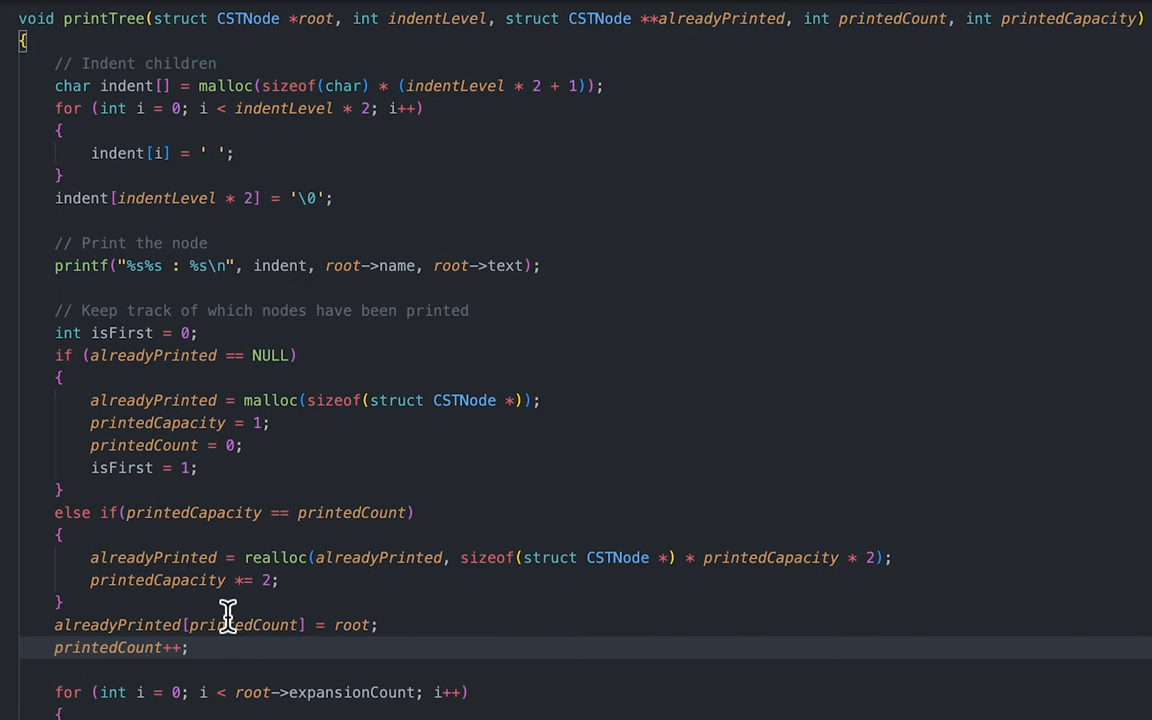 void printTree(struct CSTNode *root, int indentLevel, struct CSTNode **alreadyPrinted, int printedCount, int printedCapacity)
{
    // Indent children
    char indent[] = malloc(sizeof(char) * (indentLevel * 2 + 1));
    for (int i = 0; i < indentLevel * 2; i++)
    {
        indent[i] = ' ';
    }
    indent[indentLevel * 2] = '\0';

    // Print the node
    printf("%s%s : %s\n", indent, root->name, root->text);

    // Keep track of which nodes have been printed
    int isFirst = 0;
    if (alreadyPrinted == NULL)
    {
        alreadyPrinted = malloc(sizeof(struct CSTNode *));
        printedCapacity = 1;
        printedCount = 0;
        isFirst = 1;
    }
    else if(printedCapacity == printedCount)
    {
        alreadyPrinted = realloc(alreadyPrinted, sizeof(struct CSTNode *) * printedCapacity * 2);
        printedCapacity *= 2;
    }
    alreadyPrinted[printedCount] = root;
    printedCount++;

    for (int i = 0; i < root->expansionCount; i++)
    {